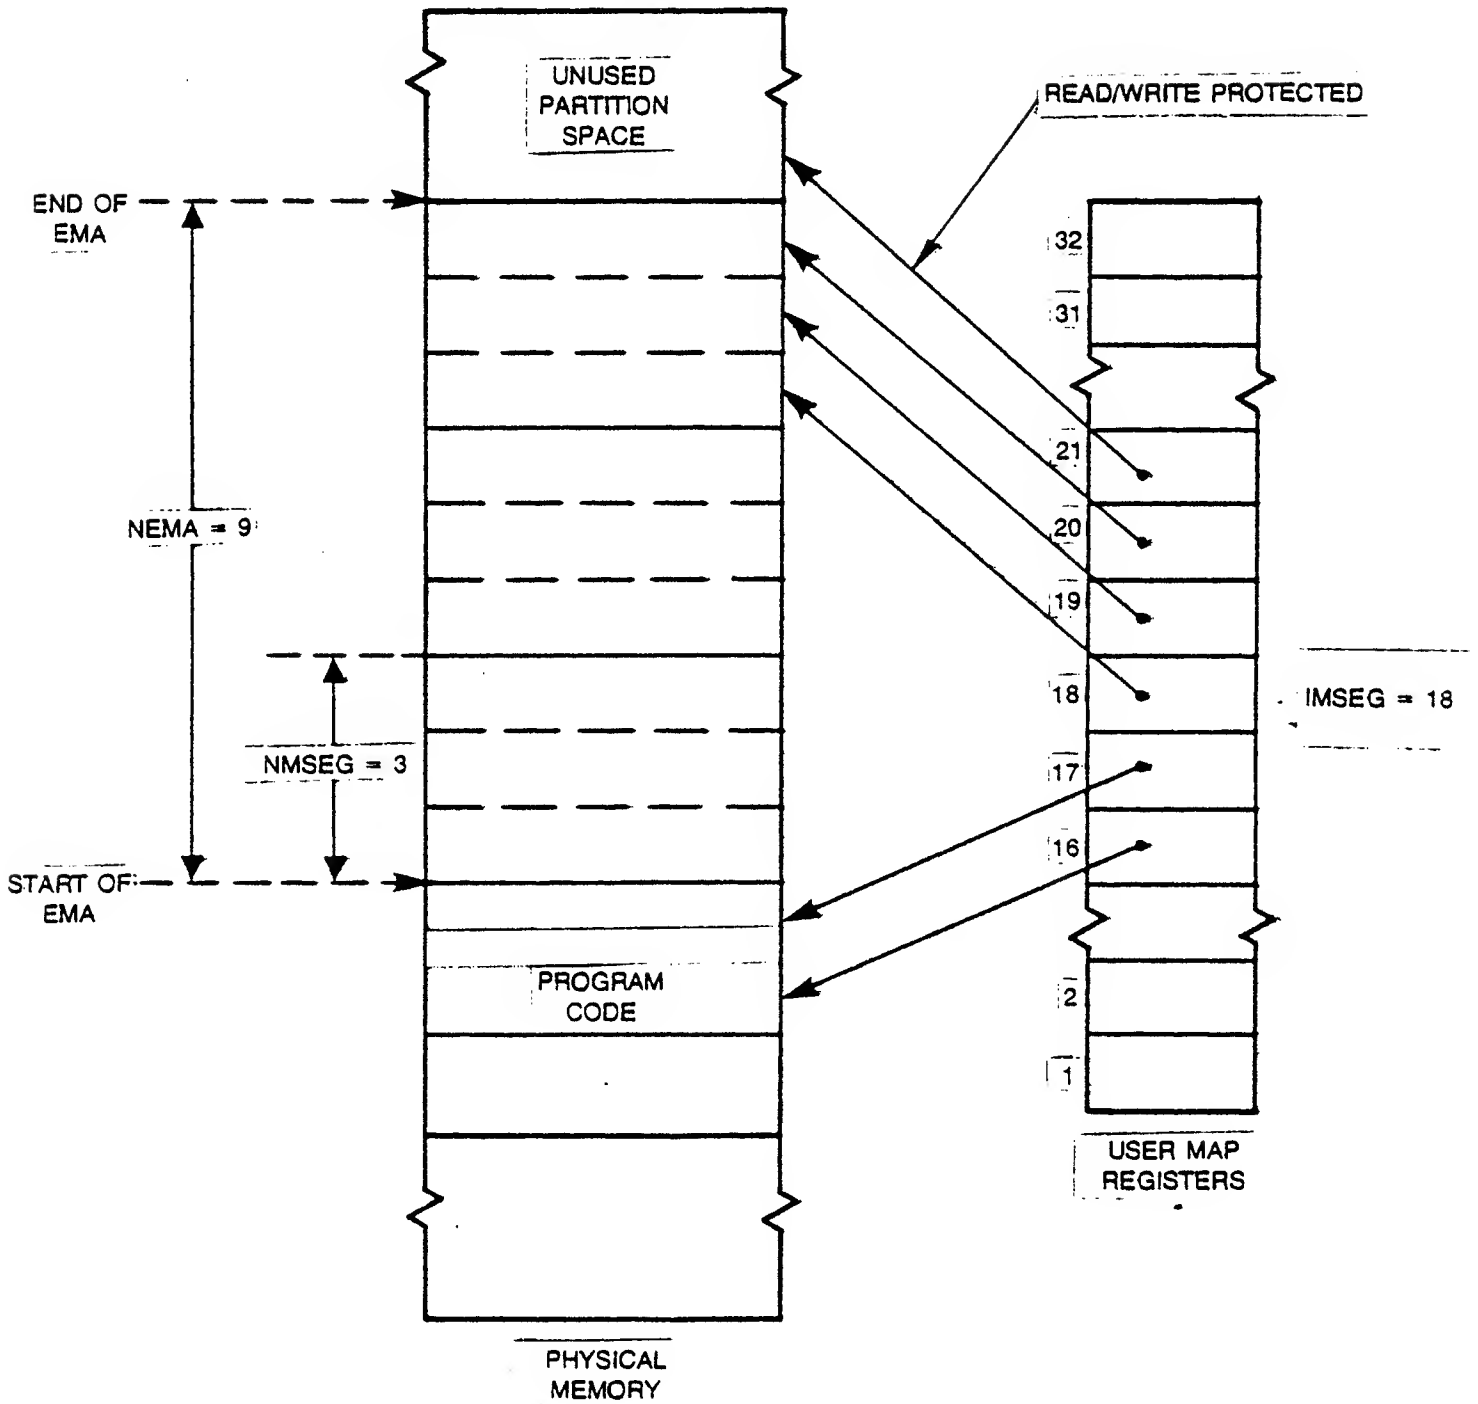 UNUSED
PARTITION
SPACE
READ/WRITE PROTECTED
END OF
EMA
32
31
21
NEMA = 9
20
19
18
IMSEG = 18
NMSEG = 3
17
16
START OF
EMA
PROGRAM
CODE
2
1
USER MAP
REGISTERS
PHYSICAL
MEMORY